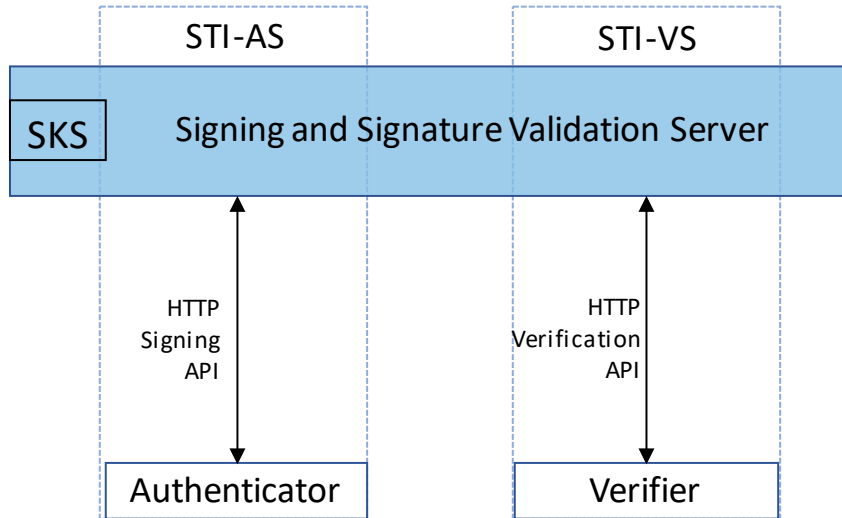 STI-AS
STI-VS
SKS
Signing and Signature Validation Server
HTTP
Signing
API
HTTP
Verification
API
Authenticator
Verifier